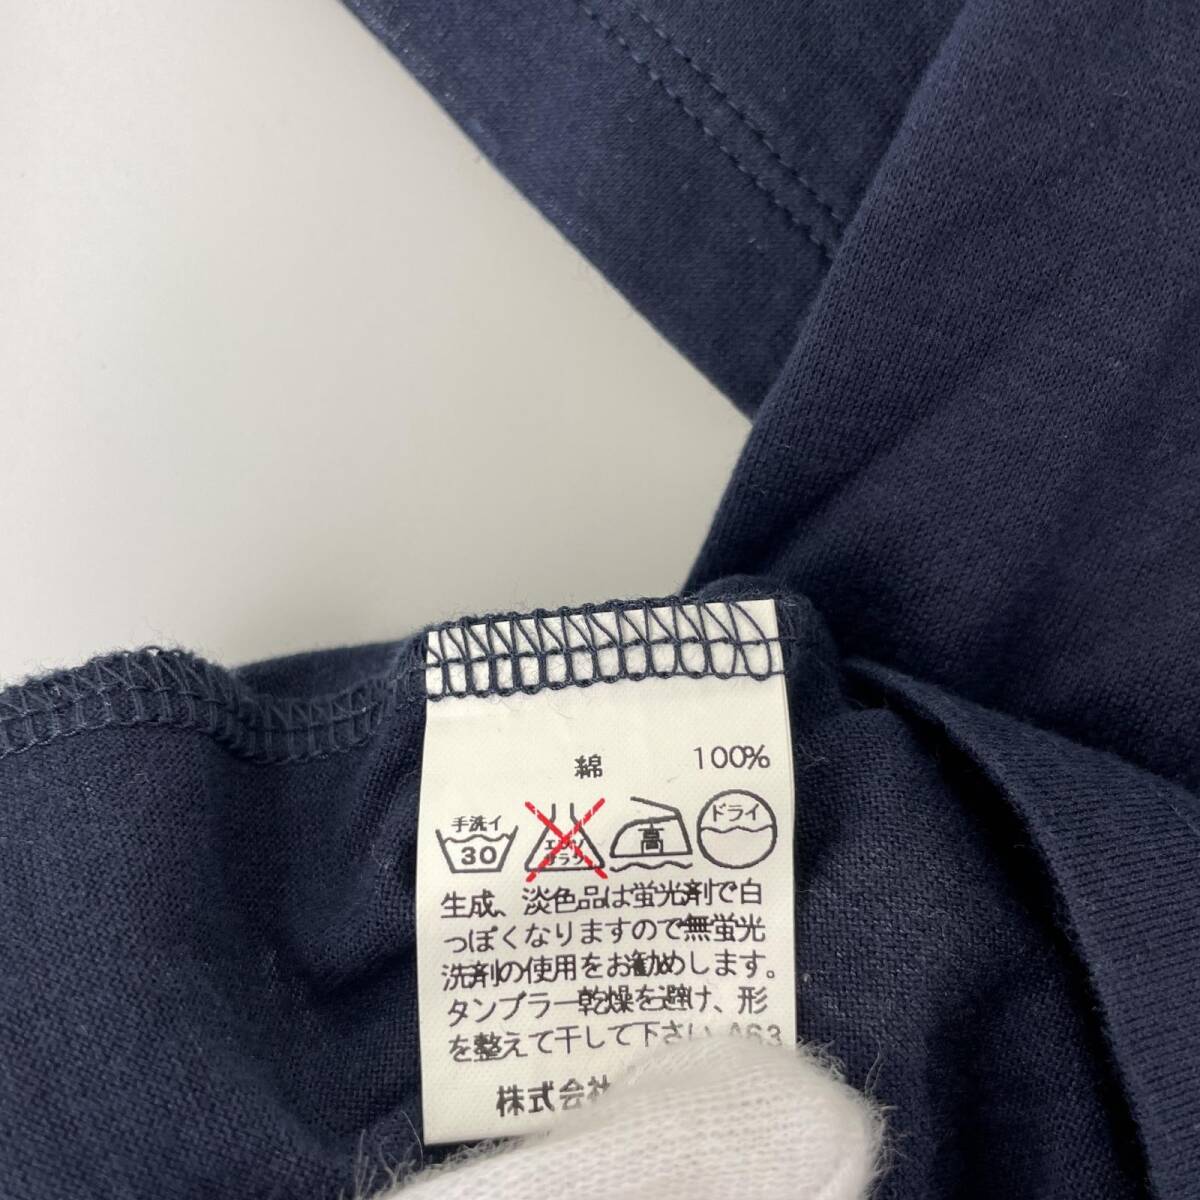 綿 100%
手洗イ
30
エンソ
サラシ
高
ドライ
生成、淡色品は蛍光剤で白
っぽくなりますので無蛍光
洗剤の使用をお勧めします。
タンブラー乾燥を避け、形
を整えて干して下さい A63
株式会社